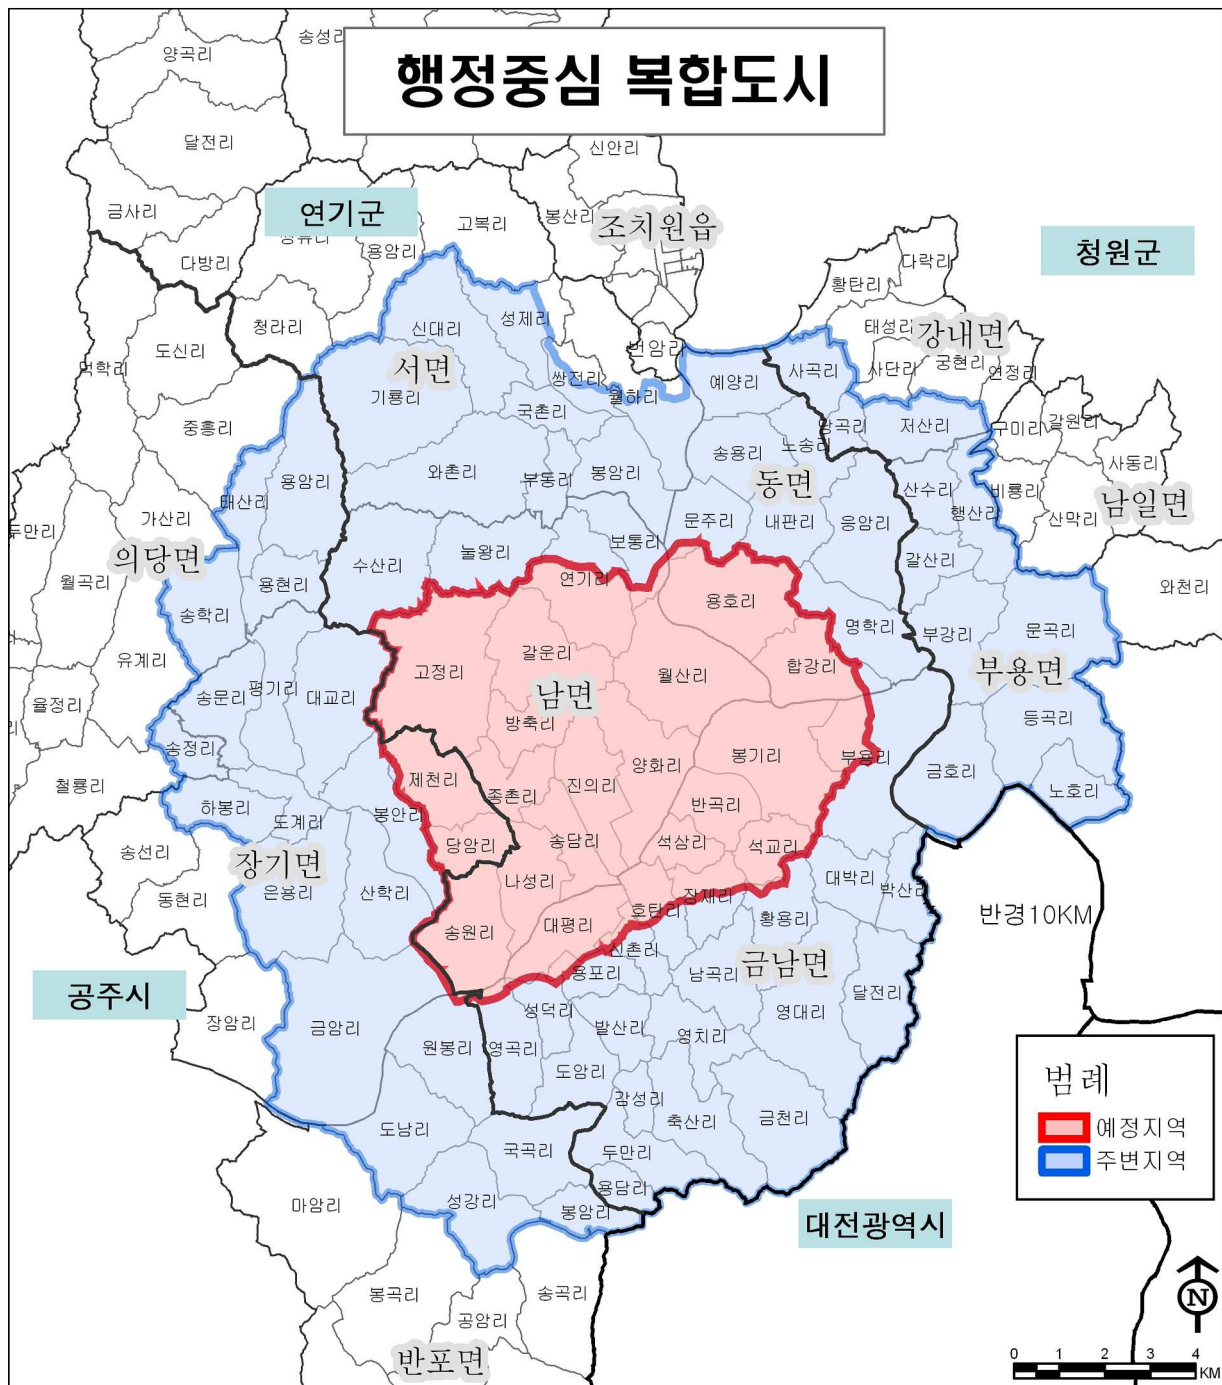 행정중심 복합도시
양곡리
송성리
달전리
신안리
금사리
연기군
고복리
봉산리
조치원읍
용암리
다방리
청원군
다락리
황탄리
청라리
신대리
성제리
태성리
강내면
도신리
번암리
궁현리
서면
예양리
사곡리
사단리
연정리
쌍전리
기룡리
월하리
국촌리
중흥리
저산리
구미리
갈원리
와촌리
봉암리
송용리
노송리
사동리
용암리
부동리
동면
산수리
비룡리
태산리
남일면
가산리
문주리
내판리
응암리
행산리
산막리
두만리
의당면
눌왕리
보통리
수산리
갈산리
월곡리
용현리
연기리
와천리
송학리
용호리
명학리
부강리
문곡리
유계리
갈운리
고정리
월산리
합강리
부용면
송문리
평기리
대교리
남면
율정리
방축리
등곡리
송정리
봉기리
부용리
제천리
양화리
금호리
철룡리
종촌리
진의리
노호리
하봉리
봉안리
반곡리
도계리
송선리
당암리
송담리
석삼리
석교리
장기면
나성리
대박리
동현리
은용리
산학리
장재리
박산리
호탄리
황용리
반경10KM
송원리
대평리
신촌리
금남면
공주시
용포리
남곡리
달전리
장암리
금암리
성덕리
발산리
영대리
원봉리
영곡리
영치리
범례
도암리
감성리
축산리
금천리
예정지역
도남리
국곡리
두만리
주변지역
마암리
성강리
용담리
봉암리
대전광역시
봉곡리
송곡리
공암리
반포면
N
0 1 2 3 4
KM